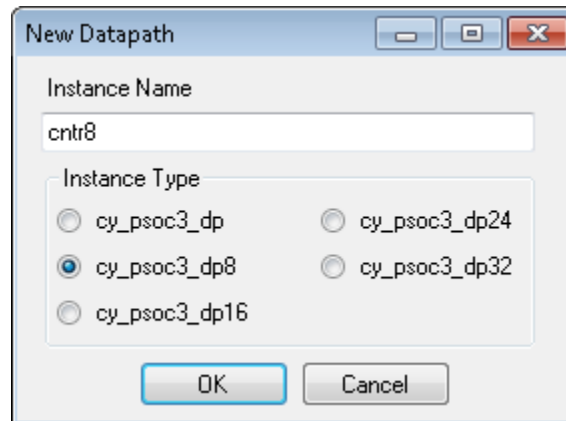 New Datapath
Instance Name
cntr8
Instance Type
cy_psoc3_dp
cy_psoc3_dp24
cy_psoc3_dp8
cy_psoc3_dp32
cy_psoc3_dp16
OK
Cancel